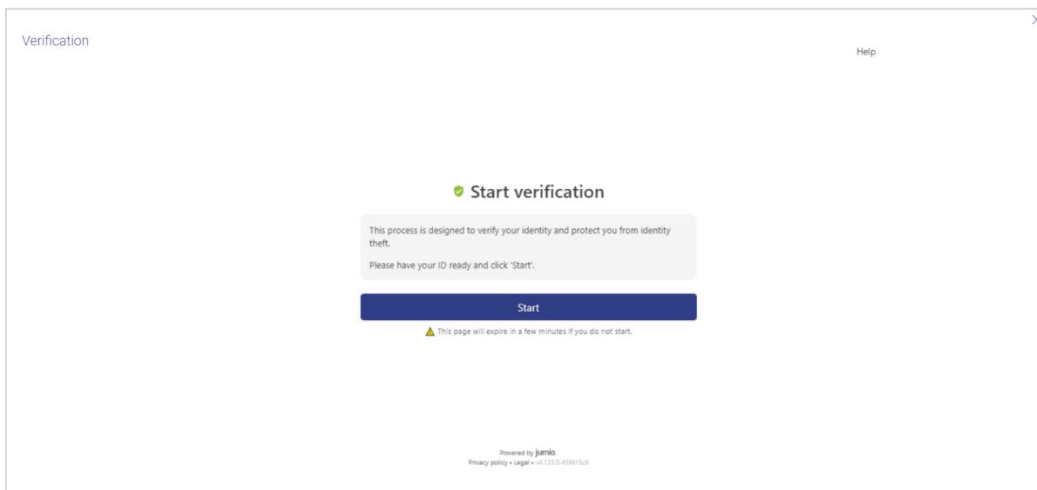 Verification
Help
Start verification
This process is designed to verify your identity and protect you from identity
theft.
Please have your ID ready and click 'Start'.
Start
This page will expire in a few minutes if you do not start.
Powered by jumio
Privacy policy • Legal •